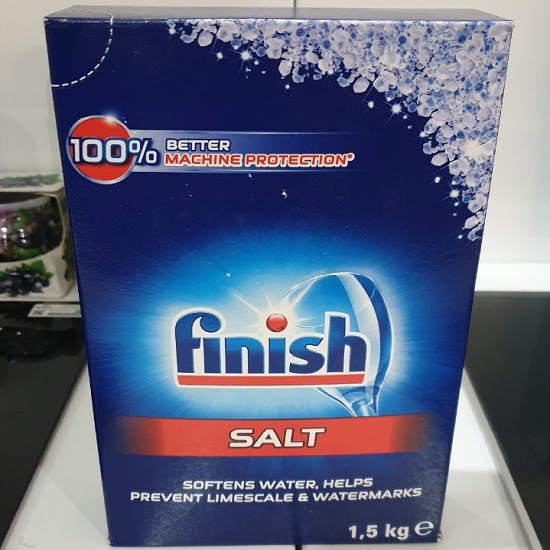 100% BETTER
MACHINE PROTECTION*
finish
SALT
SOFTENS WATER, HELPS
PREVENT LIMESCALE & WATERMARKS
1,5 kg ℮